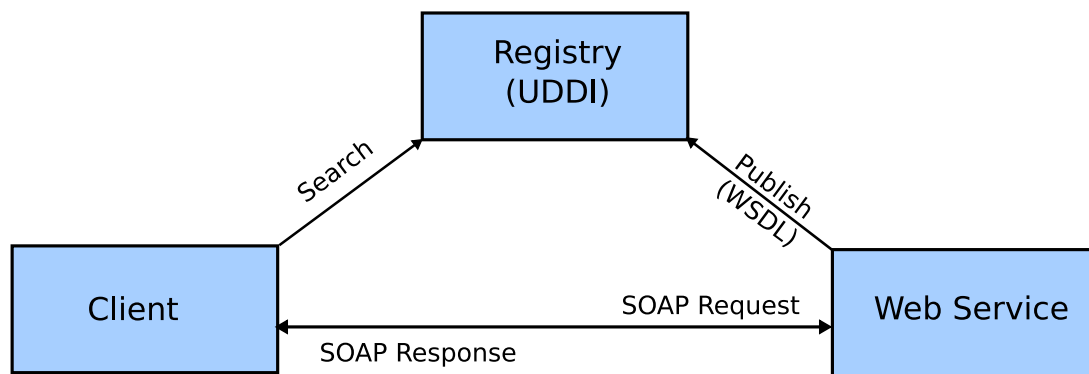 Registry
(UDDI)
Search
Publish
(WSDL)
Client
SOAP Request
Web Service
SOAP Response